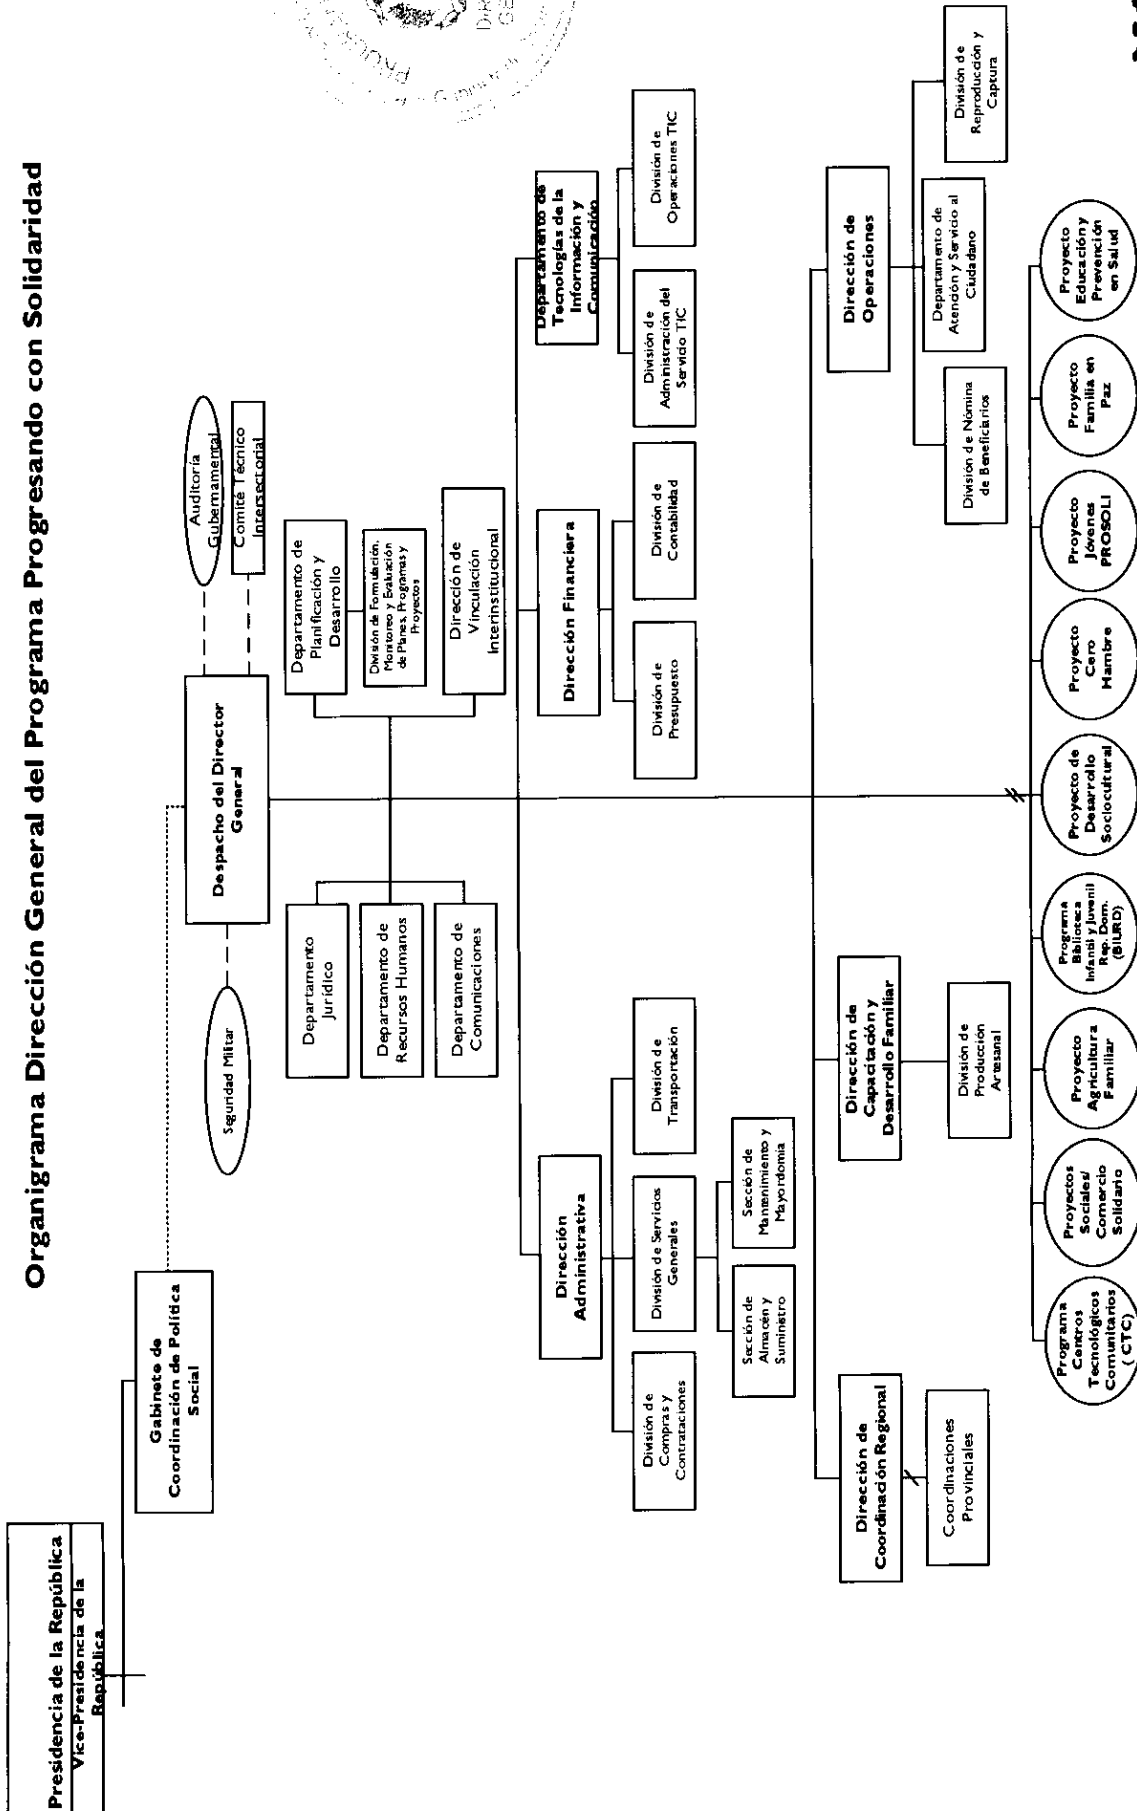 Organigrama Dirección General del Programa Progresando con Solidaridad
Presidencia de la República
Vice-Presidencia de la
República
Gabinete de
Coordinación de Política
Social
Despacho del Director
General
Auditoría
Gubernamental
Comité Técnico
Intersectorial
Seguridad Militar
Departamento
Jurídico
Departamento de
Recursos Humanos
Departamento de
Comunicaciones
Departamento de
Planificación y
Desarrollo
División de Formulación,
Monitoreo y Evaluación
de Planes, Programas y
Proyectos
Dirección de
Vinculación
Interinstitucional
Dirección
Administrativa
División de
Compras y
Contrataciones
División de Servicios
Generales
División de
Transportación
Sección de
Almacén y
Suministro
Sección de
Mantenimiento y
Mayordomía
Dirección Financiera
División de
Presupuesto
División de
Contabilidad
Departamento de
Tecnologías de la
Información y
Comunicación
División de
Administración del
Servicio TIC
División de
Operaciones TIC
Dirección de
Coordinación Regional
Coordinaciones
Provinciales
Dirección de
Capacitación y
Desarrollo Familiar
División de
Producción
Artesanal
Dirección de
Operaciones
División de Nómina
de Beneficiarios
Departamento de
Atención y Servicio al
Ciudadano
División de
Reproducción y
Captura
Programa
Centros
Tecnológicos
Comunitarios
( CTC)
Proyectos
Sociales/
Comercio
Solidario
Proyecto
Agricultura
Familiar
Programa
Biblioteca
Infantil y Juvenil
Rep. Dom.
(BIJRD)
Proyecto de
Desarrollo
Sociocultural
Proyecto
Cero
Hambre
Proyecto
Jóvenes
PROSOLI
Proyecto
Familia en
Paz
Proyecto
Educación y
Prevención
en Salud